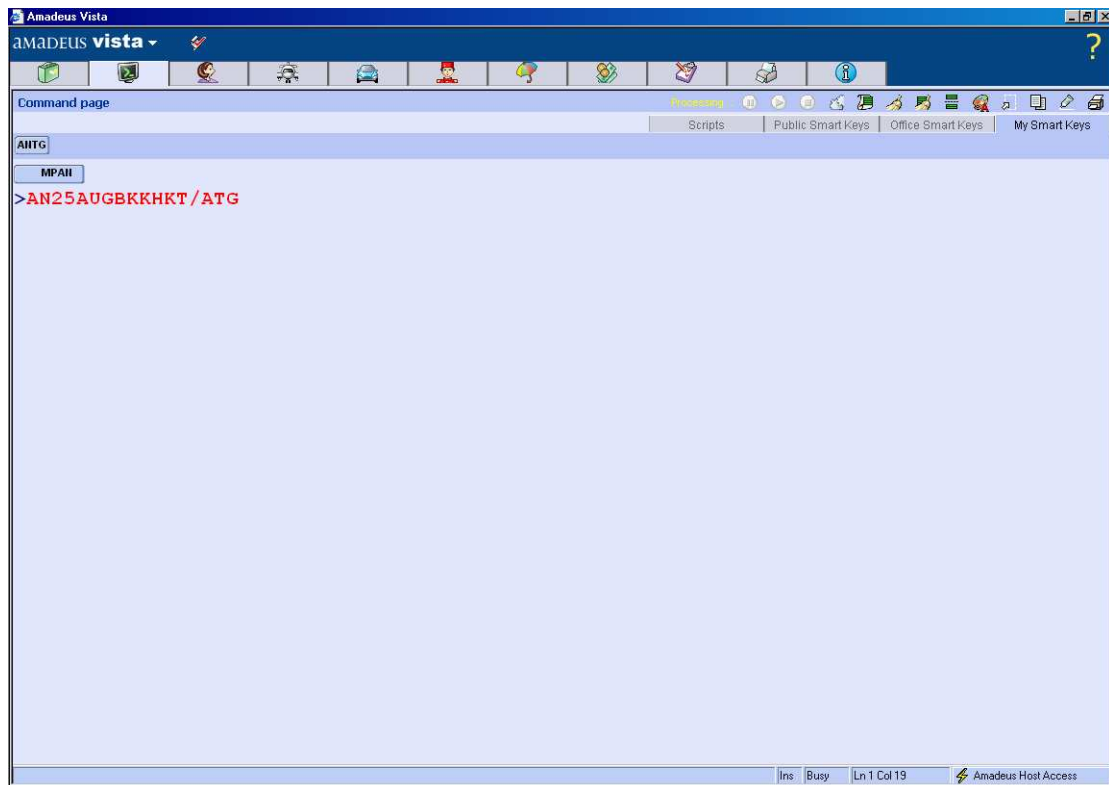 Amadeus Vista
aMaDEUS vista
?
Command page
Processing...
Scripts
Public Smart Keys
Office Smart Keys
My Smart Keys
ANTG
MPAN
>AN25AUGBKKHKT/ATG
Ins
Busy
Ln 1 Col 19
Amadeus Host Access